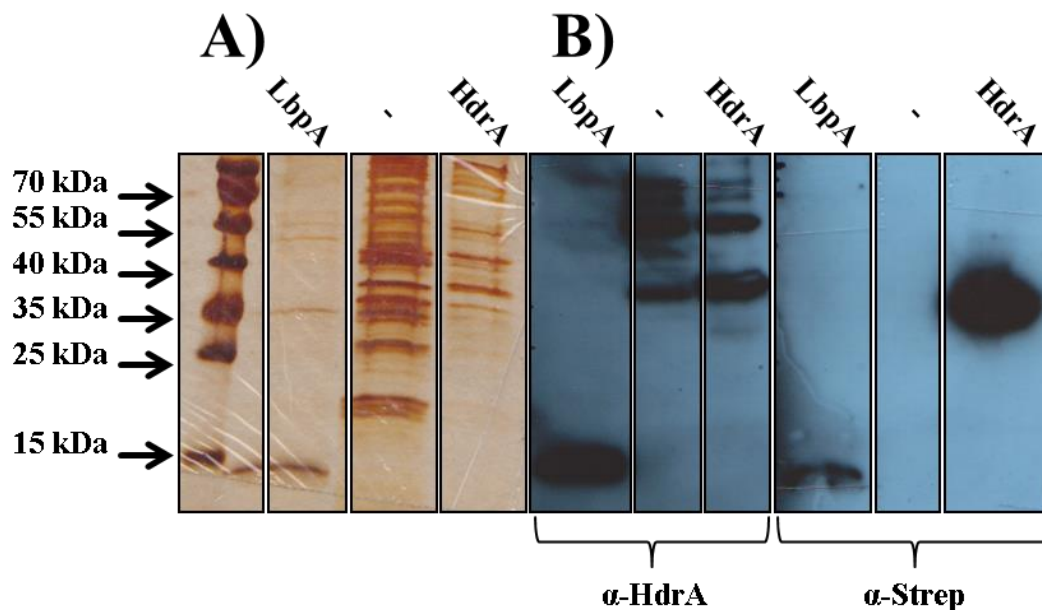 A)
B)
LbpA
-
HdrA
LbpA
-
HdrA
LbpA
-
HdrA
70 kDa
55 kDa
40 kDa
35 kDa
25 kDa
15 kDa
α-HdrA
α-Strep